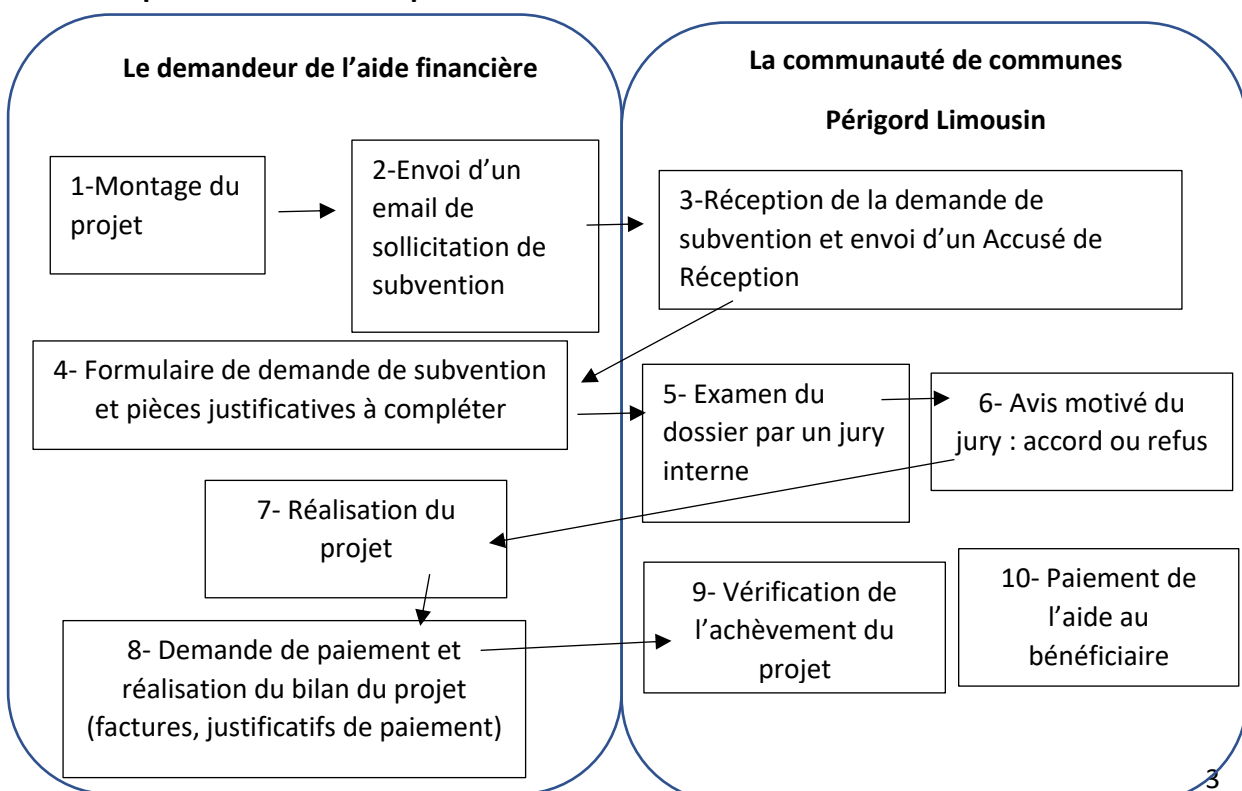 Le demandeur de l’aide financière
La communauté de communes
Périgord Limousin
1-Montage du
projet
2-Envoi d’un
email de
sollicitation de
subvention
3-Réception de la demande de
subvention et envoi d’un Accusé de
Réception
4- Formulaire de demande de subvention
et pièces justificatives à compléter
5- Examen du
dossier par un jury
interne
6- Avis motivé du
jury : accord ou refus
7- Réalisation du
projet
8- Demande de paiement et
réalisation du bilan du projet
(factures, justificatifs de paiement)
9- Vérification de
l’achèvement du
projet
10- Paiement de
l’aide au
bénéficiaire
3